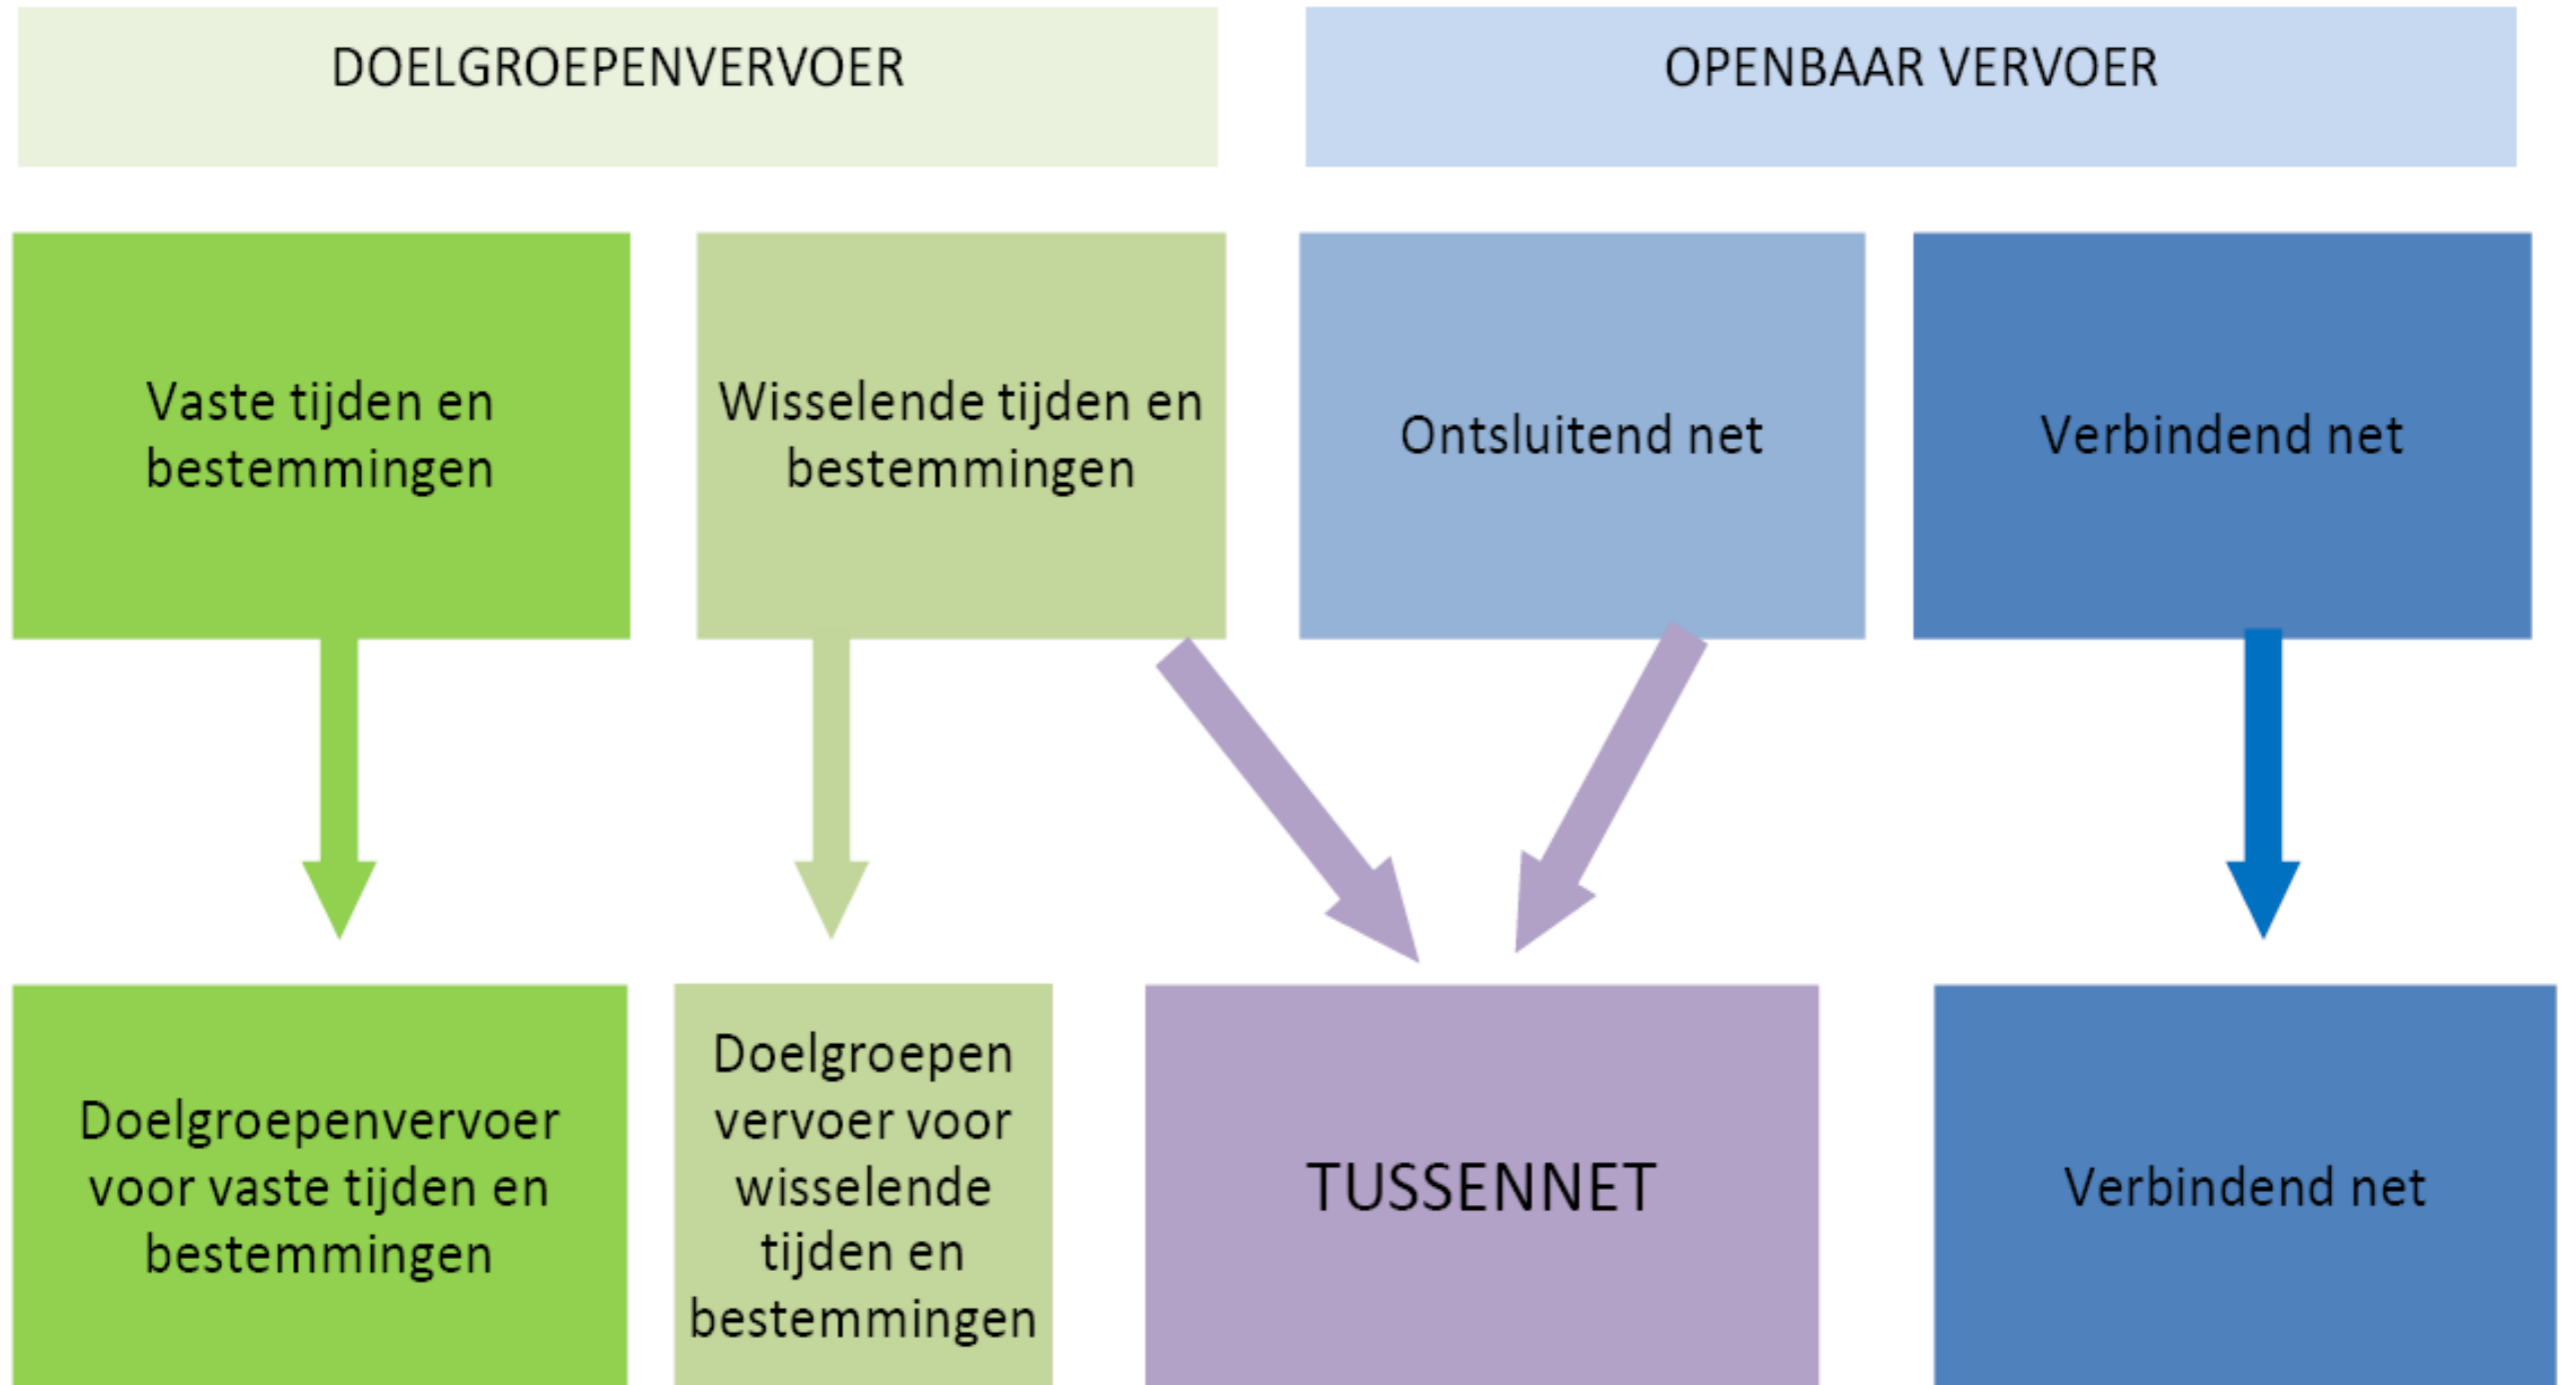 DOELGROEPENVERVOER
OPENBAAR VERVOER
Vaste tijden en
bestemmingen
Wisselende tijden en
bestemmingen
Ontsluitend net
Verbindend net
Doelgroepenvervoer
voor vaste tijden en
bestemmingen
Doelgroepen
vervoer voor
wisselende
tijden en
bestemmingen
TUSSENNET
Verbindend net